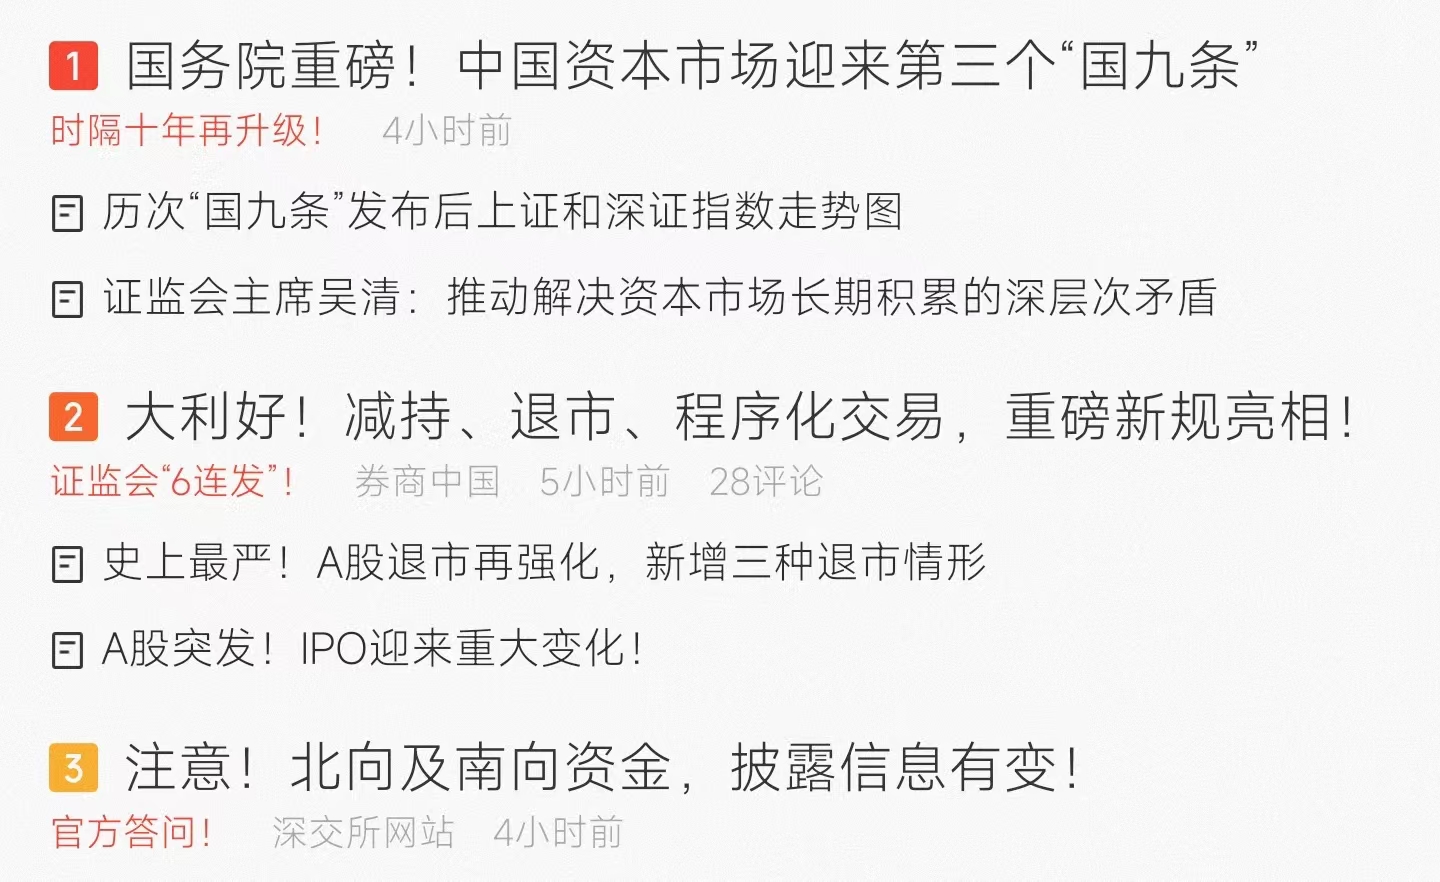 1 国务院重磅！中国资本市场迎来第三个“国九条”
时隔十年再升级！ 4小时前
历次“国九条”发布后上证和深证指数走势图
证监会主席吴清：推动解决资本市场长期积累的深层次矛盾
2 大利好！减持、退市、程序化交易，重磅新规亮相！
证监会“6连发”！ 券商中国 5小时前 28评论
史上最严！A股退市再强化，新增三种退市情形
A股突发！IPO迎来重大变化！
3 注意！北向及南向资金，披露信息有变！
官方答问！ 深交所网站 4小时前